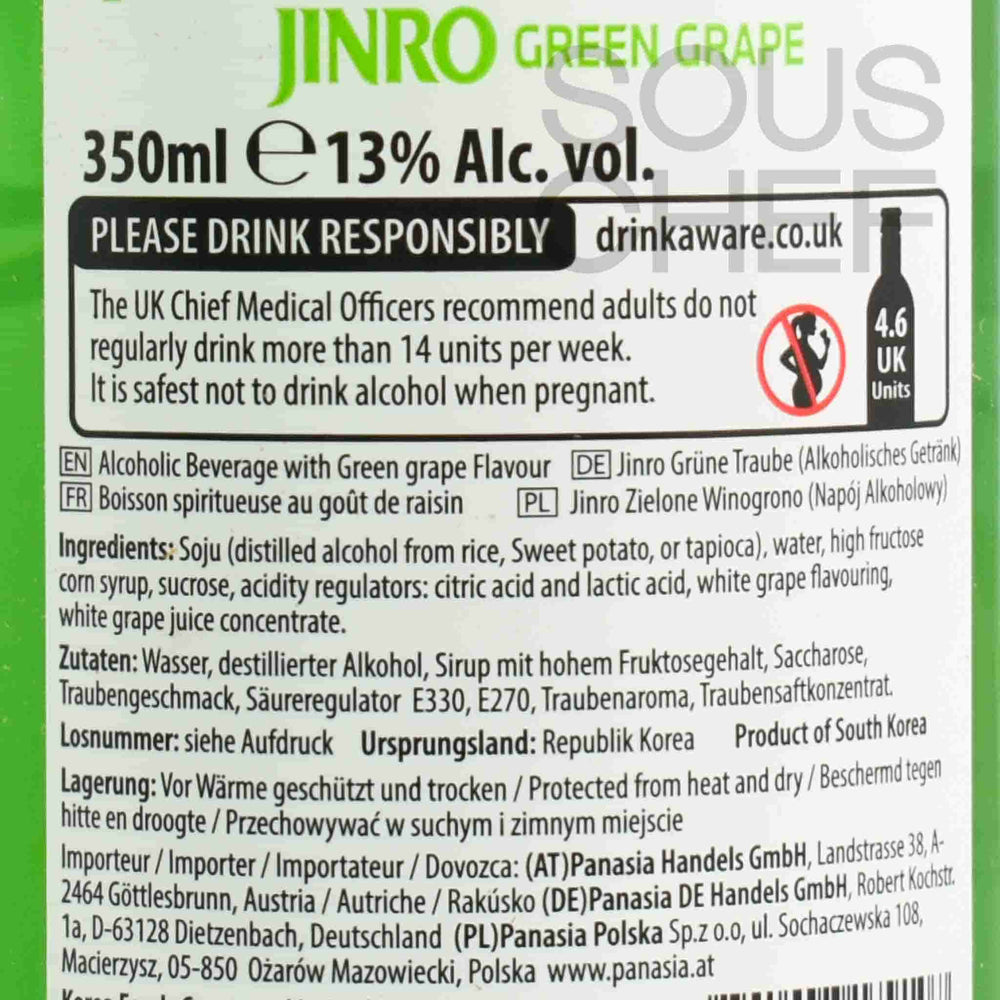 JINRO GREEN GRAPE
SOUS
CHEF
350ml e 13% Alc. vol.
PLEASE DRINK RESPONSIBLY drinkaware.co.uk
The UK Chief Medical Officers recommend adults do not
regularly drink more than 14 units per week.
It is safest not to drink alcohol when pregnant.
4.6
UK
Units
EN Alcoholic Beverage with Green grape Flavour DE Jinro Grüne Traube (Alkoholisches Getränk)
FR Boisson spiritueuse au goût de raisin PL Jinro Zielone Winogrono (Napój Alkoholowy)
Ingredients: Soju (distilled alcohol from rice, Sweet potato, or tapioca), water, high fructose
corn syrup, sucrose, acidity regulators: citric acid and lactic acid, white grape flavouring,
white grape juice concentrate.
Zutaten: Wasser, destillierter Alkohol, Sirup mit hohem Fruktosegehalt, Saccharose,
Traubengeschmack, Säureregulator E330, E270, Traubenaroma, Traubensaftkonzentrat.
Losnummer: siehe Aufdruck Ursprungsland: Republik Korea Product of South Korea
Lagerung: Vor Wärme geschützt und trocken / Protected from heat and dry / Beschermd tegen
hitte en droogte / Przechowywać w suchym i zimnym miejscie
Importeur / Importer / Importateur / Dovozca: (AT)Panasia Handels GmbH, Landstrasse 38, A-
2464 Göttlesbrunn, Austria / Autriche / Rakúsko (DE)Panasia DE Handels GmbH, Robert Kochstr.
1a, D-63128 Dietzenbach, Deutschland (PL)Panasia Polska Sp.z o.o, ul. Sochaczewska 108,
Macierzysz, 05-850 Ożarów Mazowiecki, Polska www.panasia.at